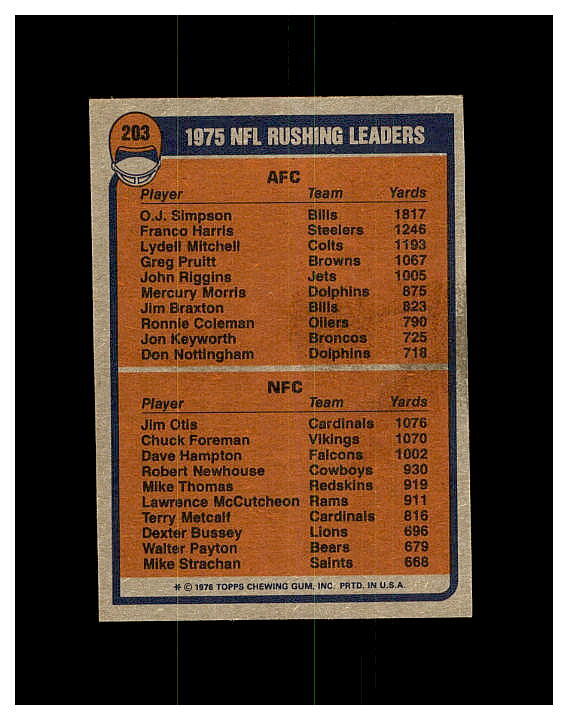 203
1975 NFL RUSHING LEADERS
AFC
Player Team Yards
O.J. Simpson Bills 1817
Franco Harris Steelers 1246
Lydell Mitchell Colts 1193
Greg Pruitt Browns 1067
John Riggins Jets 1005
Mercury Morris Dolphins 875
Jim Braxton Bills 823
Ronnie Coleman Oilers 790
Jon Keyworth Broncos 725
Don Nottingham Dolphins 718
NFC
Player Team Yards
Jim Otis Cardinals 1076
Chuck Foreman Vikings 1070
Dave Hampton Falcons 1002
Robert Newhouse Cowboys 930
Mike Thomas Redskins 919
Lawrence McCutcheon Rams 911
Terry Metcalf Cardinals 816
Dexter Bussey Lions 696
Walter Payton Bears 679
Mike Strachan Saints 668
* © 1976 TOPPS CHEWING GUM, INC. PRTD. IN U.S.A.